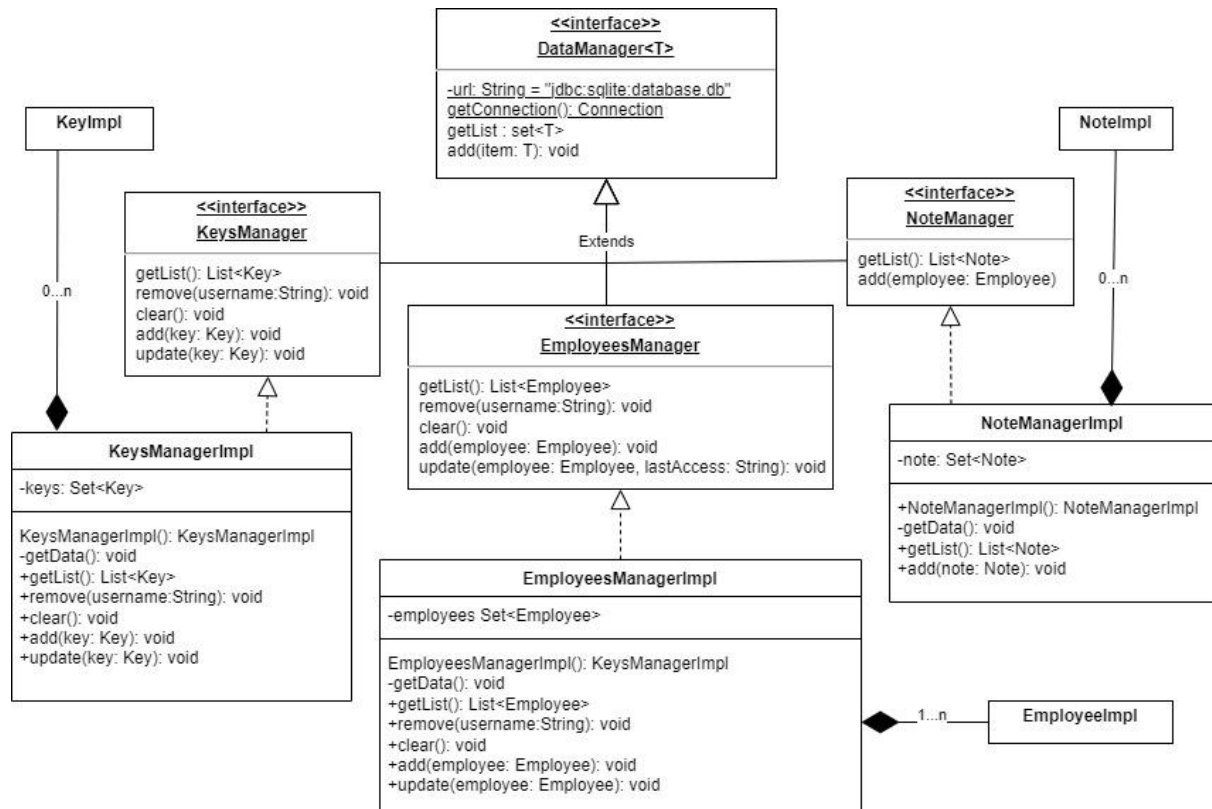 <<interface>>
DataManager<T>
-url: String = "jdbc:sqlite:database.db"
getConnection(): Connection
getList : set<T>
add(item: T): void
KeyImpl
NoteImpl
<<interface>>
KeysManager
getList(): List<Key>
remove(username:String): void
clear(): void
add(key: Key): void
update(key: Key): void
<<interface>>
NoteManager
getList(): List<Note>
add(employee: Employee)
Extends
0...n
0...n
<<interface>>
EmployeesManager
getList(): List<Employee>
remove(username:String): void
clear(): void
add(employee: Employee): void
update(employee: Employee, lastAccess: String): void
KeysManagerImpl
-keys: Set<Key>
KeysManagerImpl(): KeysManagerImpl
-getData(): void
+getList(): List<Key>
+remove(username:String): void
+clear(): void
+add(key: Key): void
+update(key: Key): void
NoteManagerImpl
-note: Set<Note>
+NoteManagerImpl(): NoteManagerImpl
-getData(): void
+getList(): List<Note>
+add(note: Note): void
EmployeesManagerImpl
-employees Set<Employee>
EmployeesManagerImpl(): KeysManagerImpl
-getData(): void
+getList(): List<Employee>
+remove(username:String): void
+clear(): void
+add(employee: Employee): void
+update(employee: Employee): void
1...n
EmployeeImpl